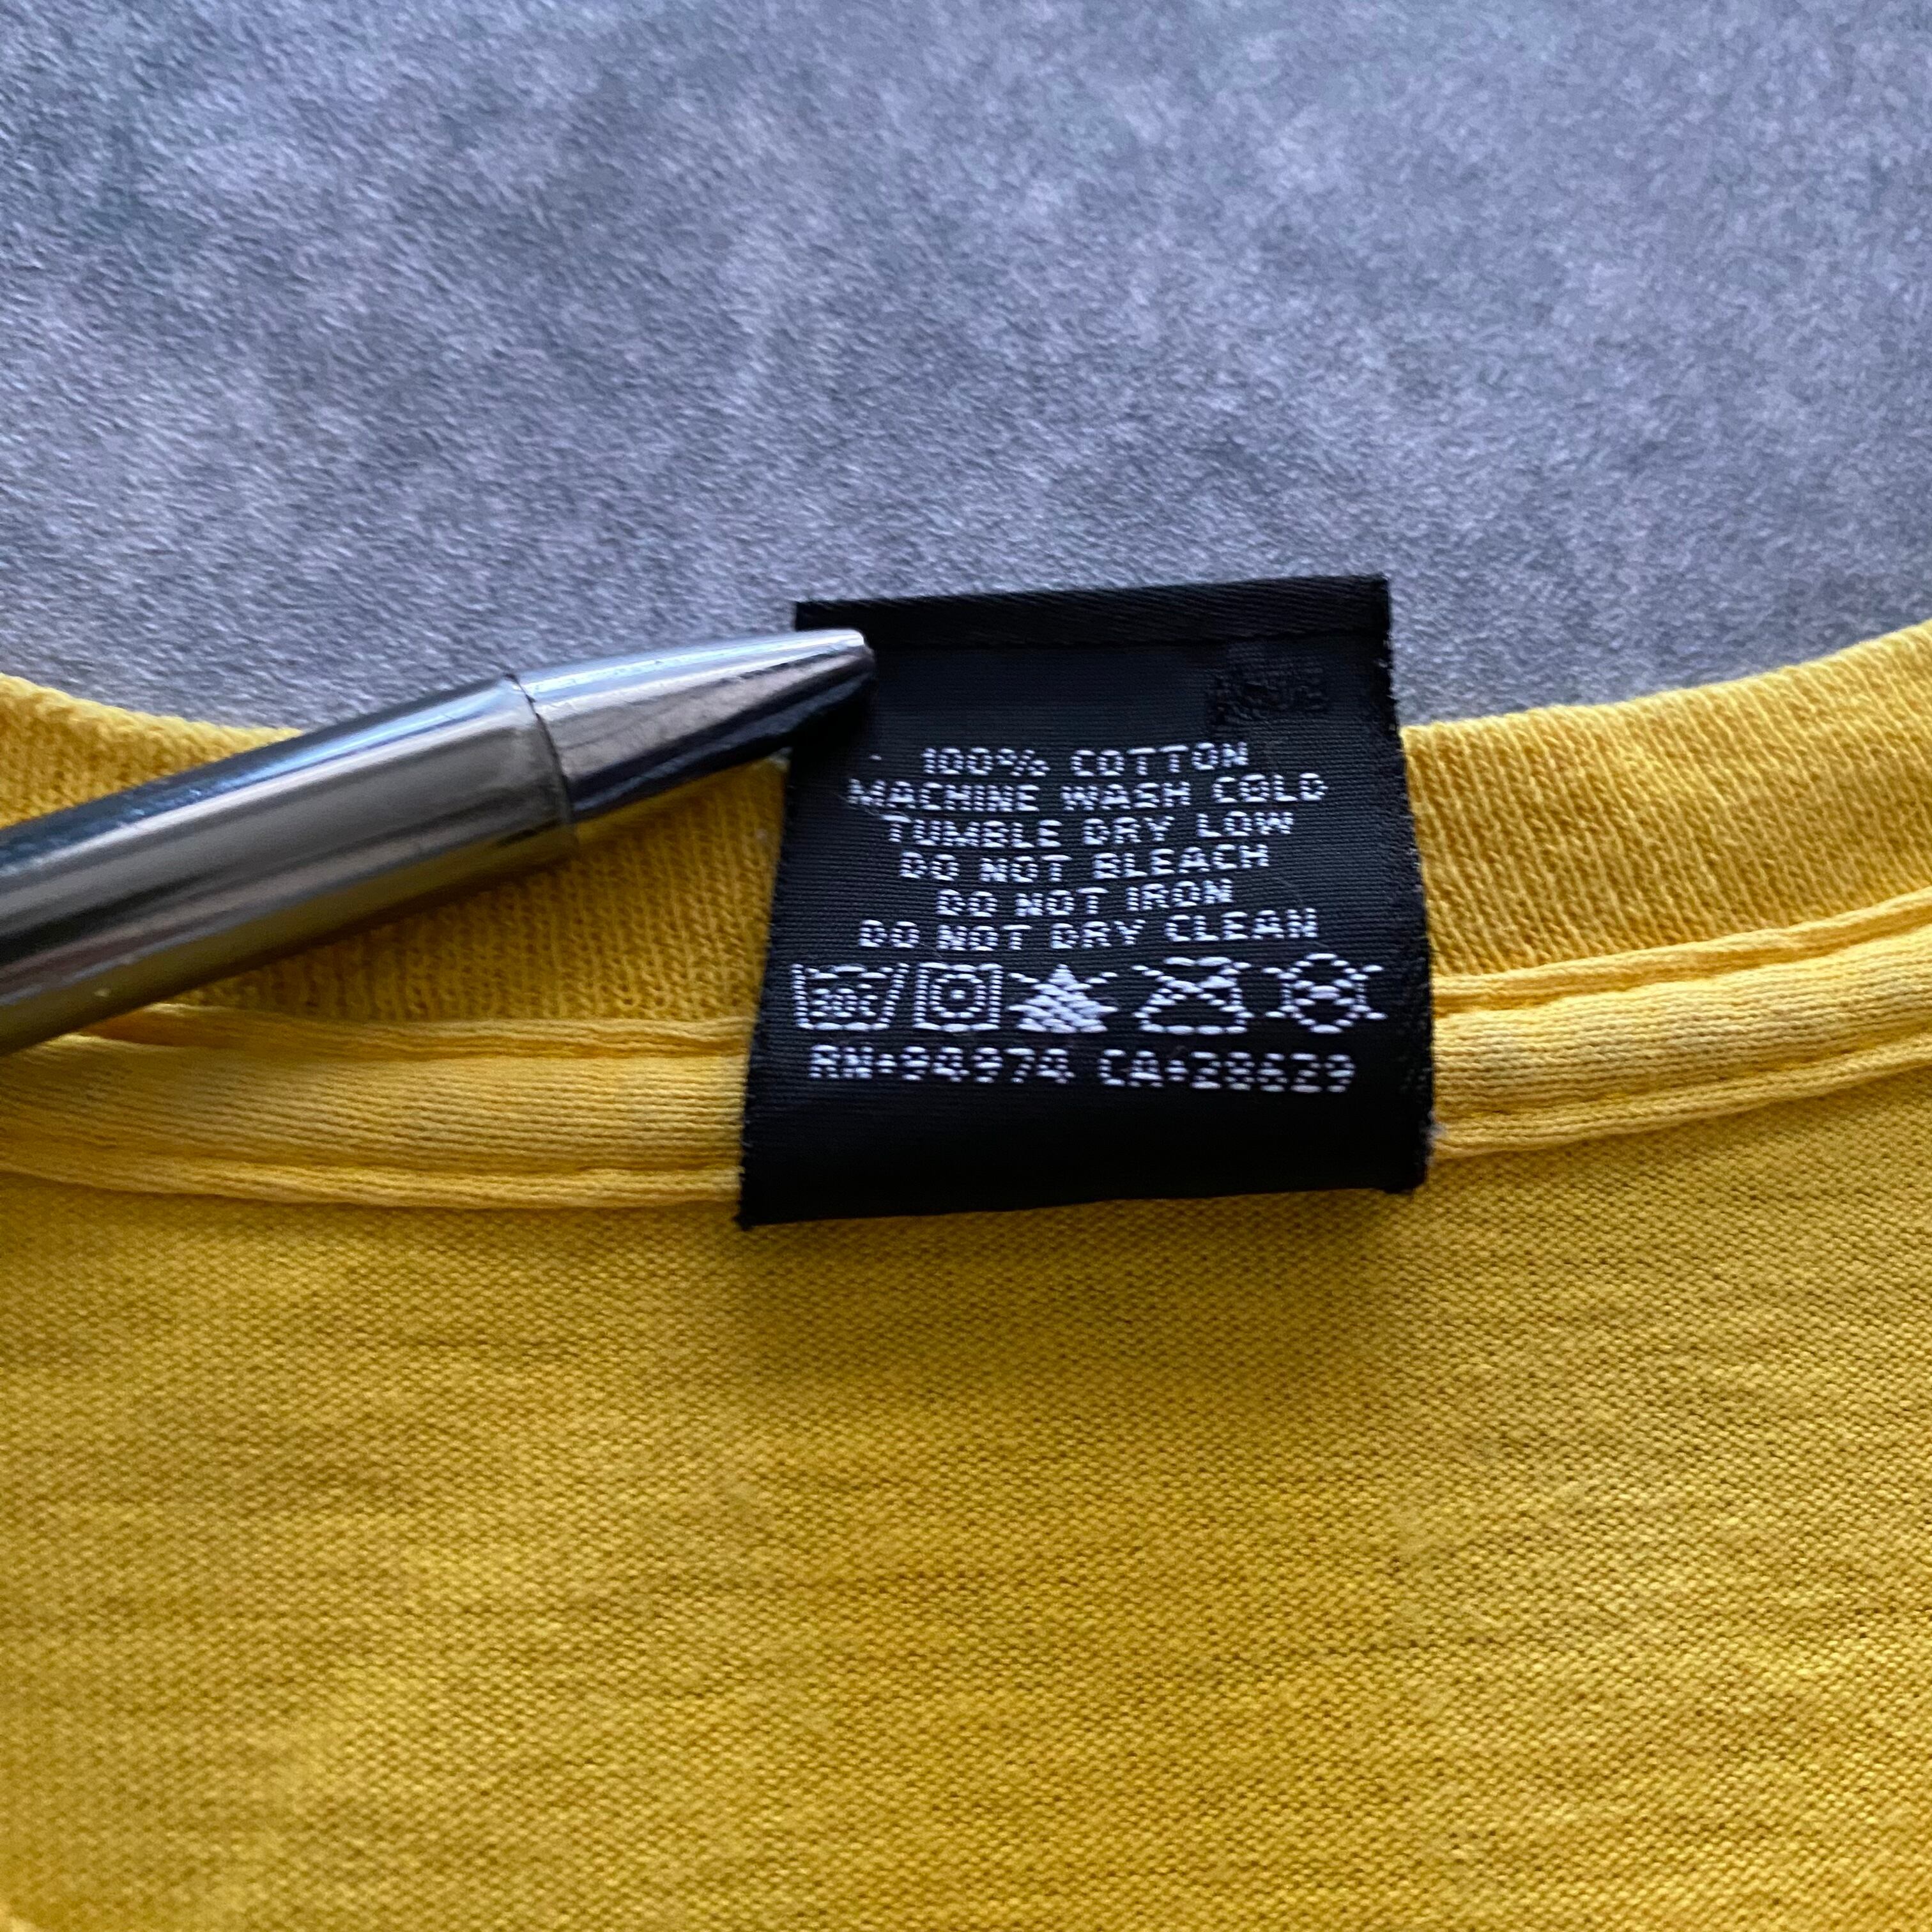 100% COTTON
MACHINE WASH COLD
TUMBLE DRY LOW
DO NOT BLEACH
DO NOT IRON
DO NOT DRY CLEAN
30c
RN:94974 CA:28629